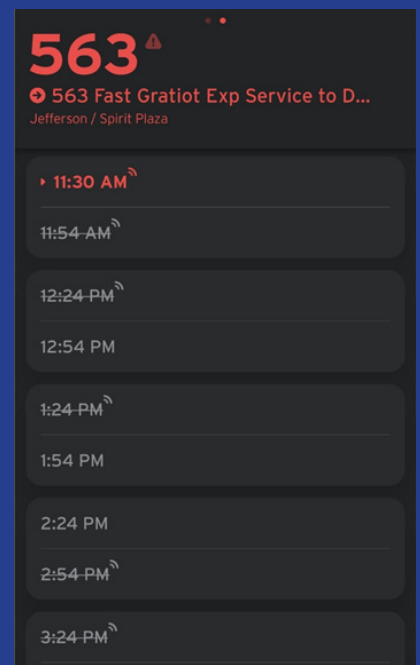 563
563 Fast Gratiot Exp Service to D...
Jefferson / Spirit Plaza
11:30 AM
11:54 AM
12:24 PM
12:54 PM
1:24 PM
1:54 PM
2:24 PM
2:54 PM
3:24 PM